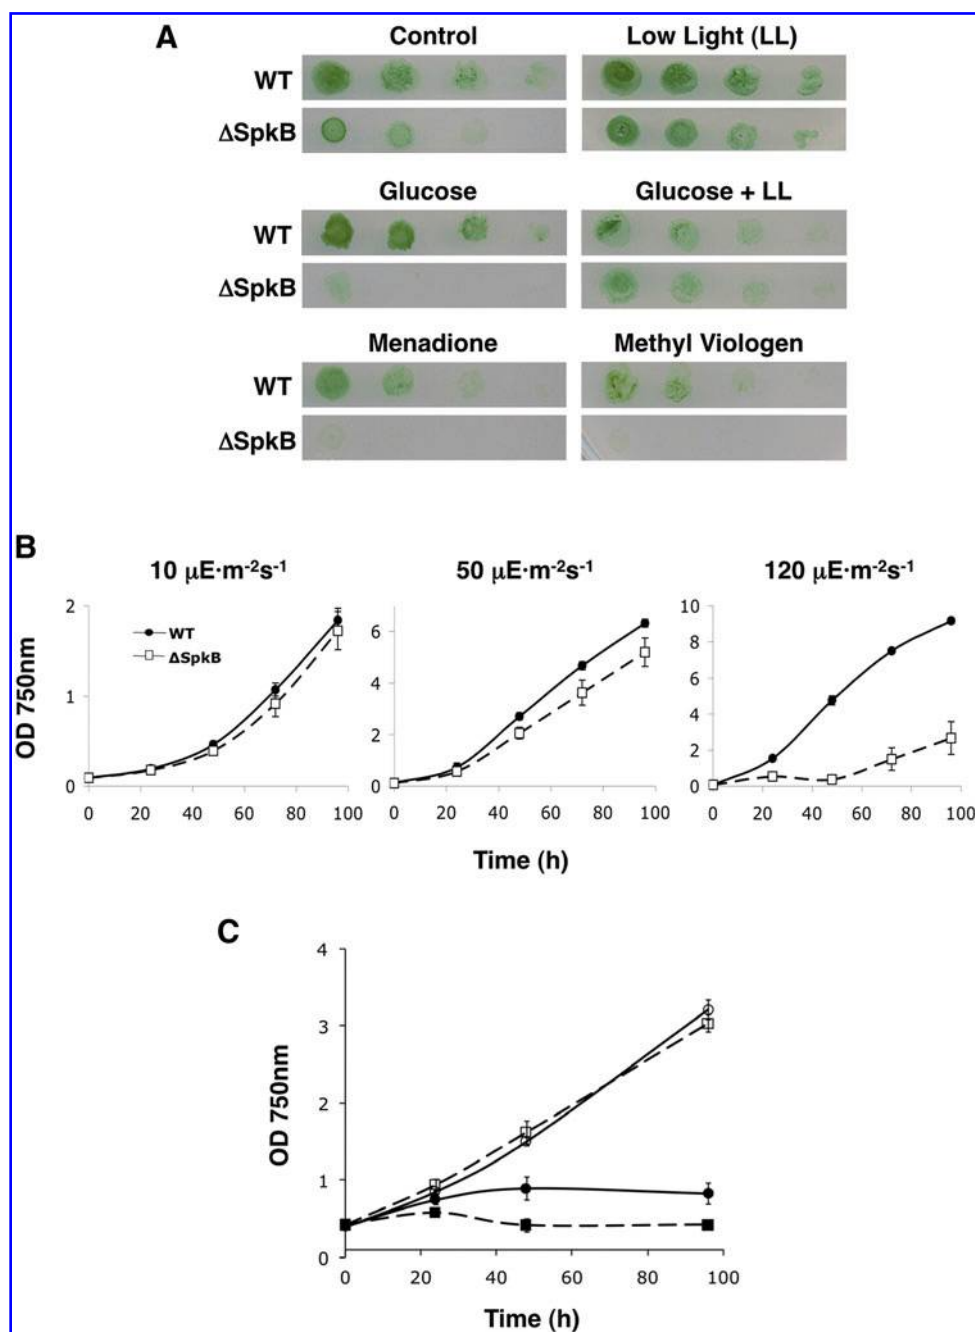 A
Control
Low Light (LL)
WT
ΔSpkB
Glucose
Glucose + LL
WT
ΔSpkB
Menadione
Methyl Viologen
WT
ΔSpkB
B
10 µE·m-2s-1
50 µE·m-2s-1
120 µE·m-2s-1
OD 750nm
2
1
0
WT
ΔSpkB
0 20 40 60 80 100
6
4
2
0
0 20 40 60 80 100
10
8
6
4
2
0
0 20 40 60 80 100
Time (h)
C
OD 750nm
4
3
2
1
0
0 20 40 60 80 100
Time (h)